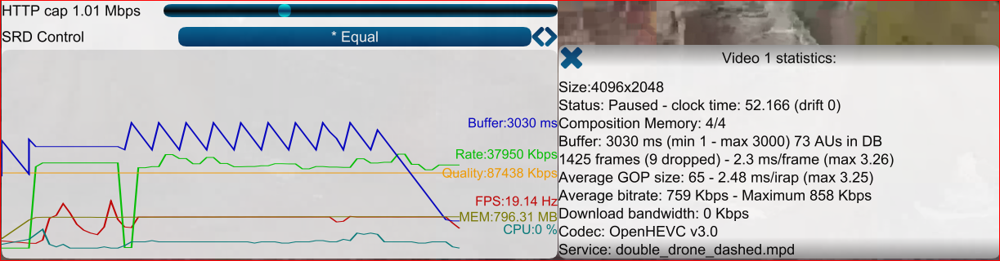 HTTP cap 1.01 Mbps
SRD Control
* Equal
Buffer:3030 ms
Rate:37950 Kbps
Quality:87438 Kbps
FPS:19.14 Hz
MEM:796.31 MB
CPU:0 %
Video 1 statistics:
Size:4096x2048
Status: Paused - clock time: 52.166 (drift 0)
Composition Memory: 4/4
Buffer: 3030 ms (min 1 - max 3000) 73 AUs in DB
1425 frames (9 dropped) - 2.3 ms/frame (max 3.26)
Average GOP size: 65 - 2.48 ms/irap (max 3.25)
Average bitrate: 759 Kbps - Maximum 858 Kbps
Download bandwidth: 0 Kbps
Codec: OpenHEVC v3.0
Service: double_drone_dashed.mpd